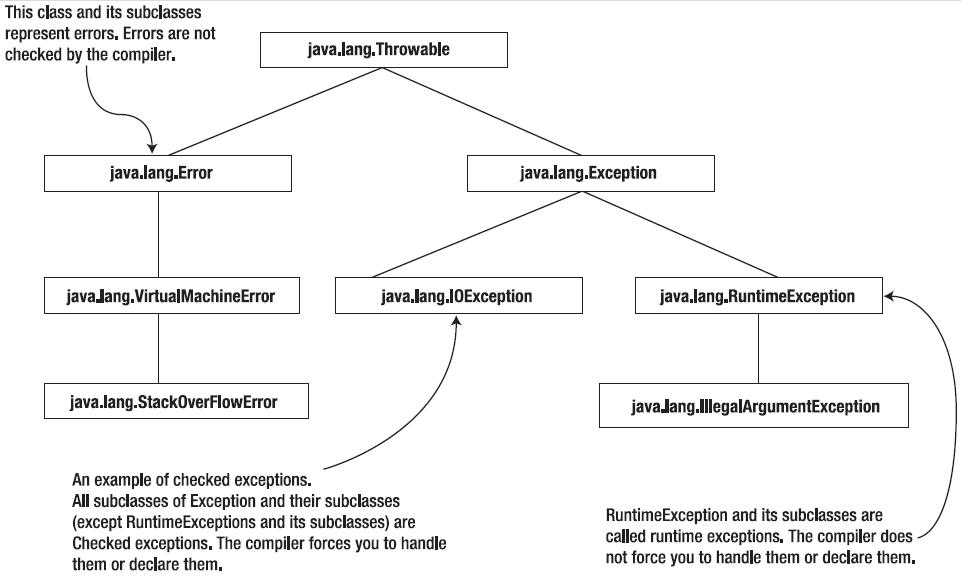 This class and its subclasses
represent errors. Errors are not
checked by the compiler.
java.lang.Throwable
java.lang.Error
java.lang.Exception
java.lang.VirtualMachineError
java.lang.IOException
java.lang.RuntimeException
java.lang.StackOverFlowError
java.lang.IllegalArgumentException
An example of checked exceptions.
All subclasses of Exception and their subclasses
(except RuntimeExceptions and its subclasses) are
Checked exceptions. The compiler forces you to handle
them or declare them.
RuntimeException and its subclasses are
called runtime exceptions. The compiler does
not force you to handle them or declare them.